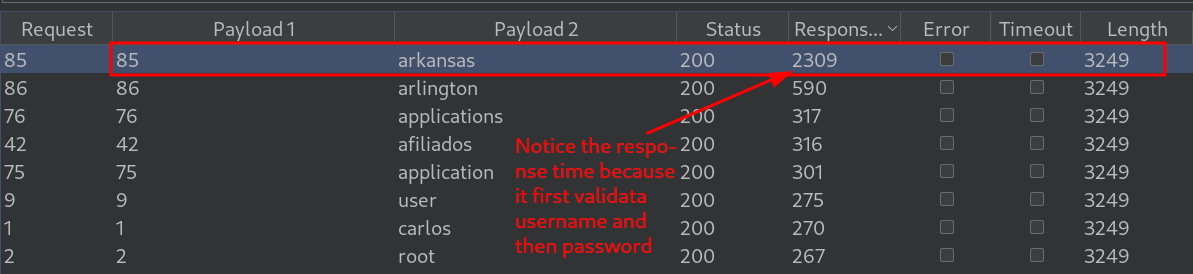 Request Payload 1 Payload 2 Status Respons... Error Timeout Length
85 85 arkansas 200 2309 3249
86 86 arlington 200 590 3249
76 76 applications 200 317 3249
42 42 afiliados 200 316 3249
75 75 application 200 301 3249
9 9 user 200 275 3249
1 1 carlos 200 270 3249
2 2 root 200 267 3249
Notice the respo-
nse time because
it first validata
username and
then password